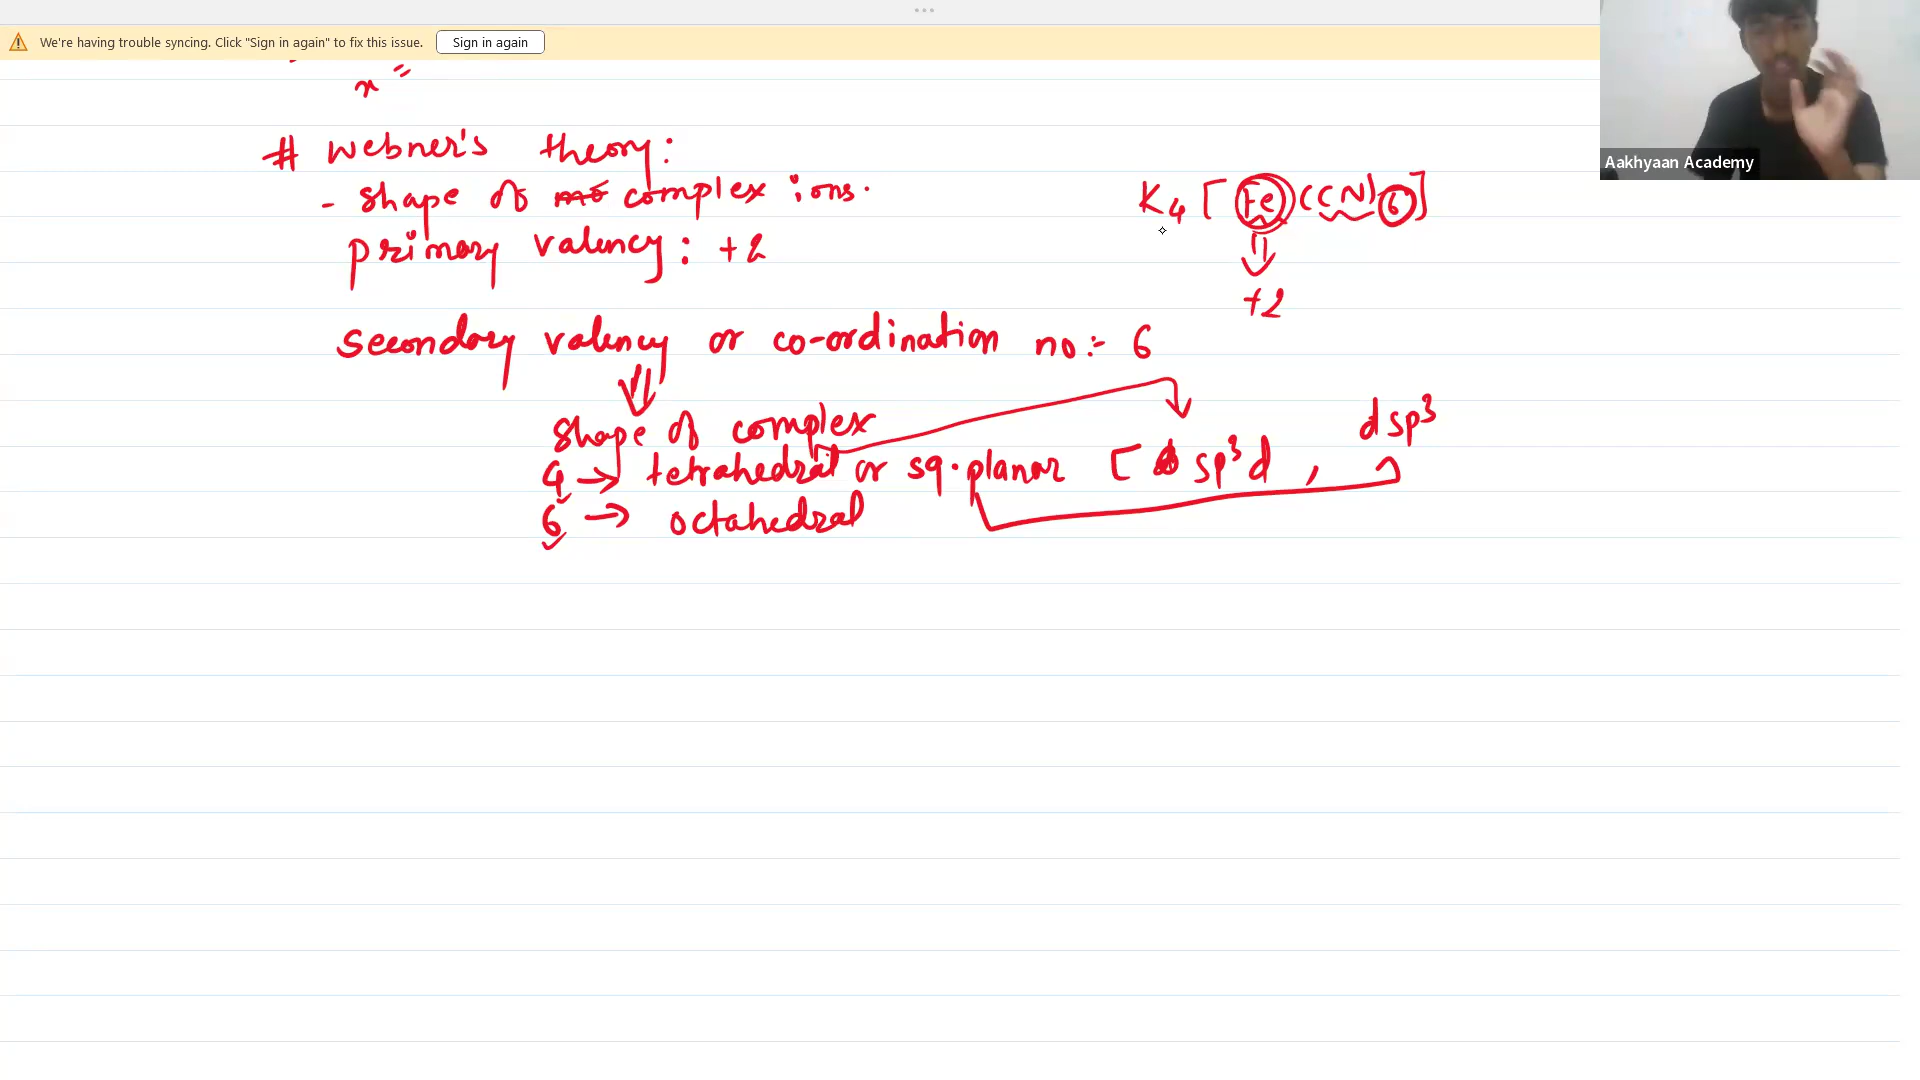 We're having trouble syncing. Click "Sign in again" to fix this issue. Sign in again
x =
Aakhyaan Academy
# Webner's theory:
- shape of complex ions.
K4 [Fe(CN)6]
primary valency: +2
+2
secondary valency or co-ordination no:- 6
shape of complex
dsp³
4 → tetrahedral or sq. planar [ sp³d ,
6 → octahedral